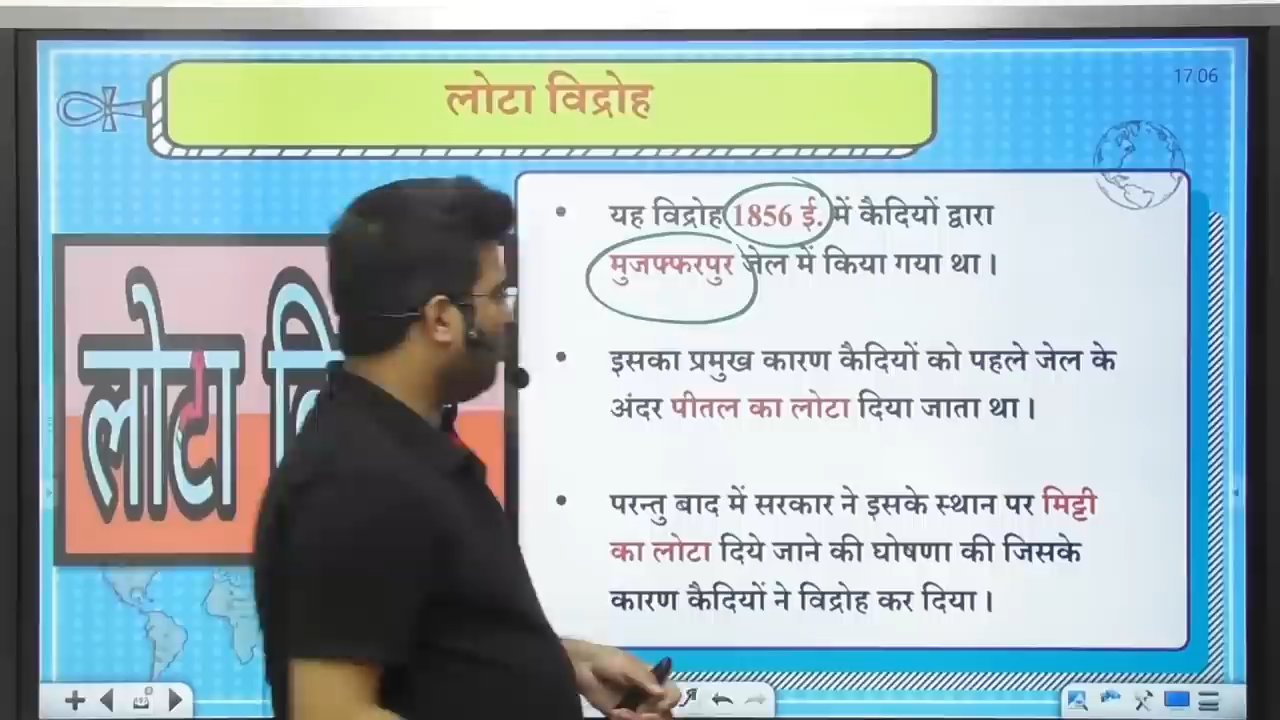 लोटा विद्रोह
17 06
लोटा वि
यह विद्रोह 1856 ई. में कैदियों द्वारा
मुजफ्फरपुर जेल में किया गया था।
इसका प्रमुख कारण कैदियों को पहले जेल के
अंदर पीतल का लोटा दिया जाता था।
परन्तु बाद में सरकार ने इसके स्थान पर मिट्टी
का लोटा दिये जाने की घोषणा की जिसके
कारण कैदियों ने विद्रोह कर दिया।